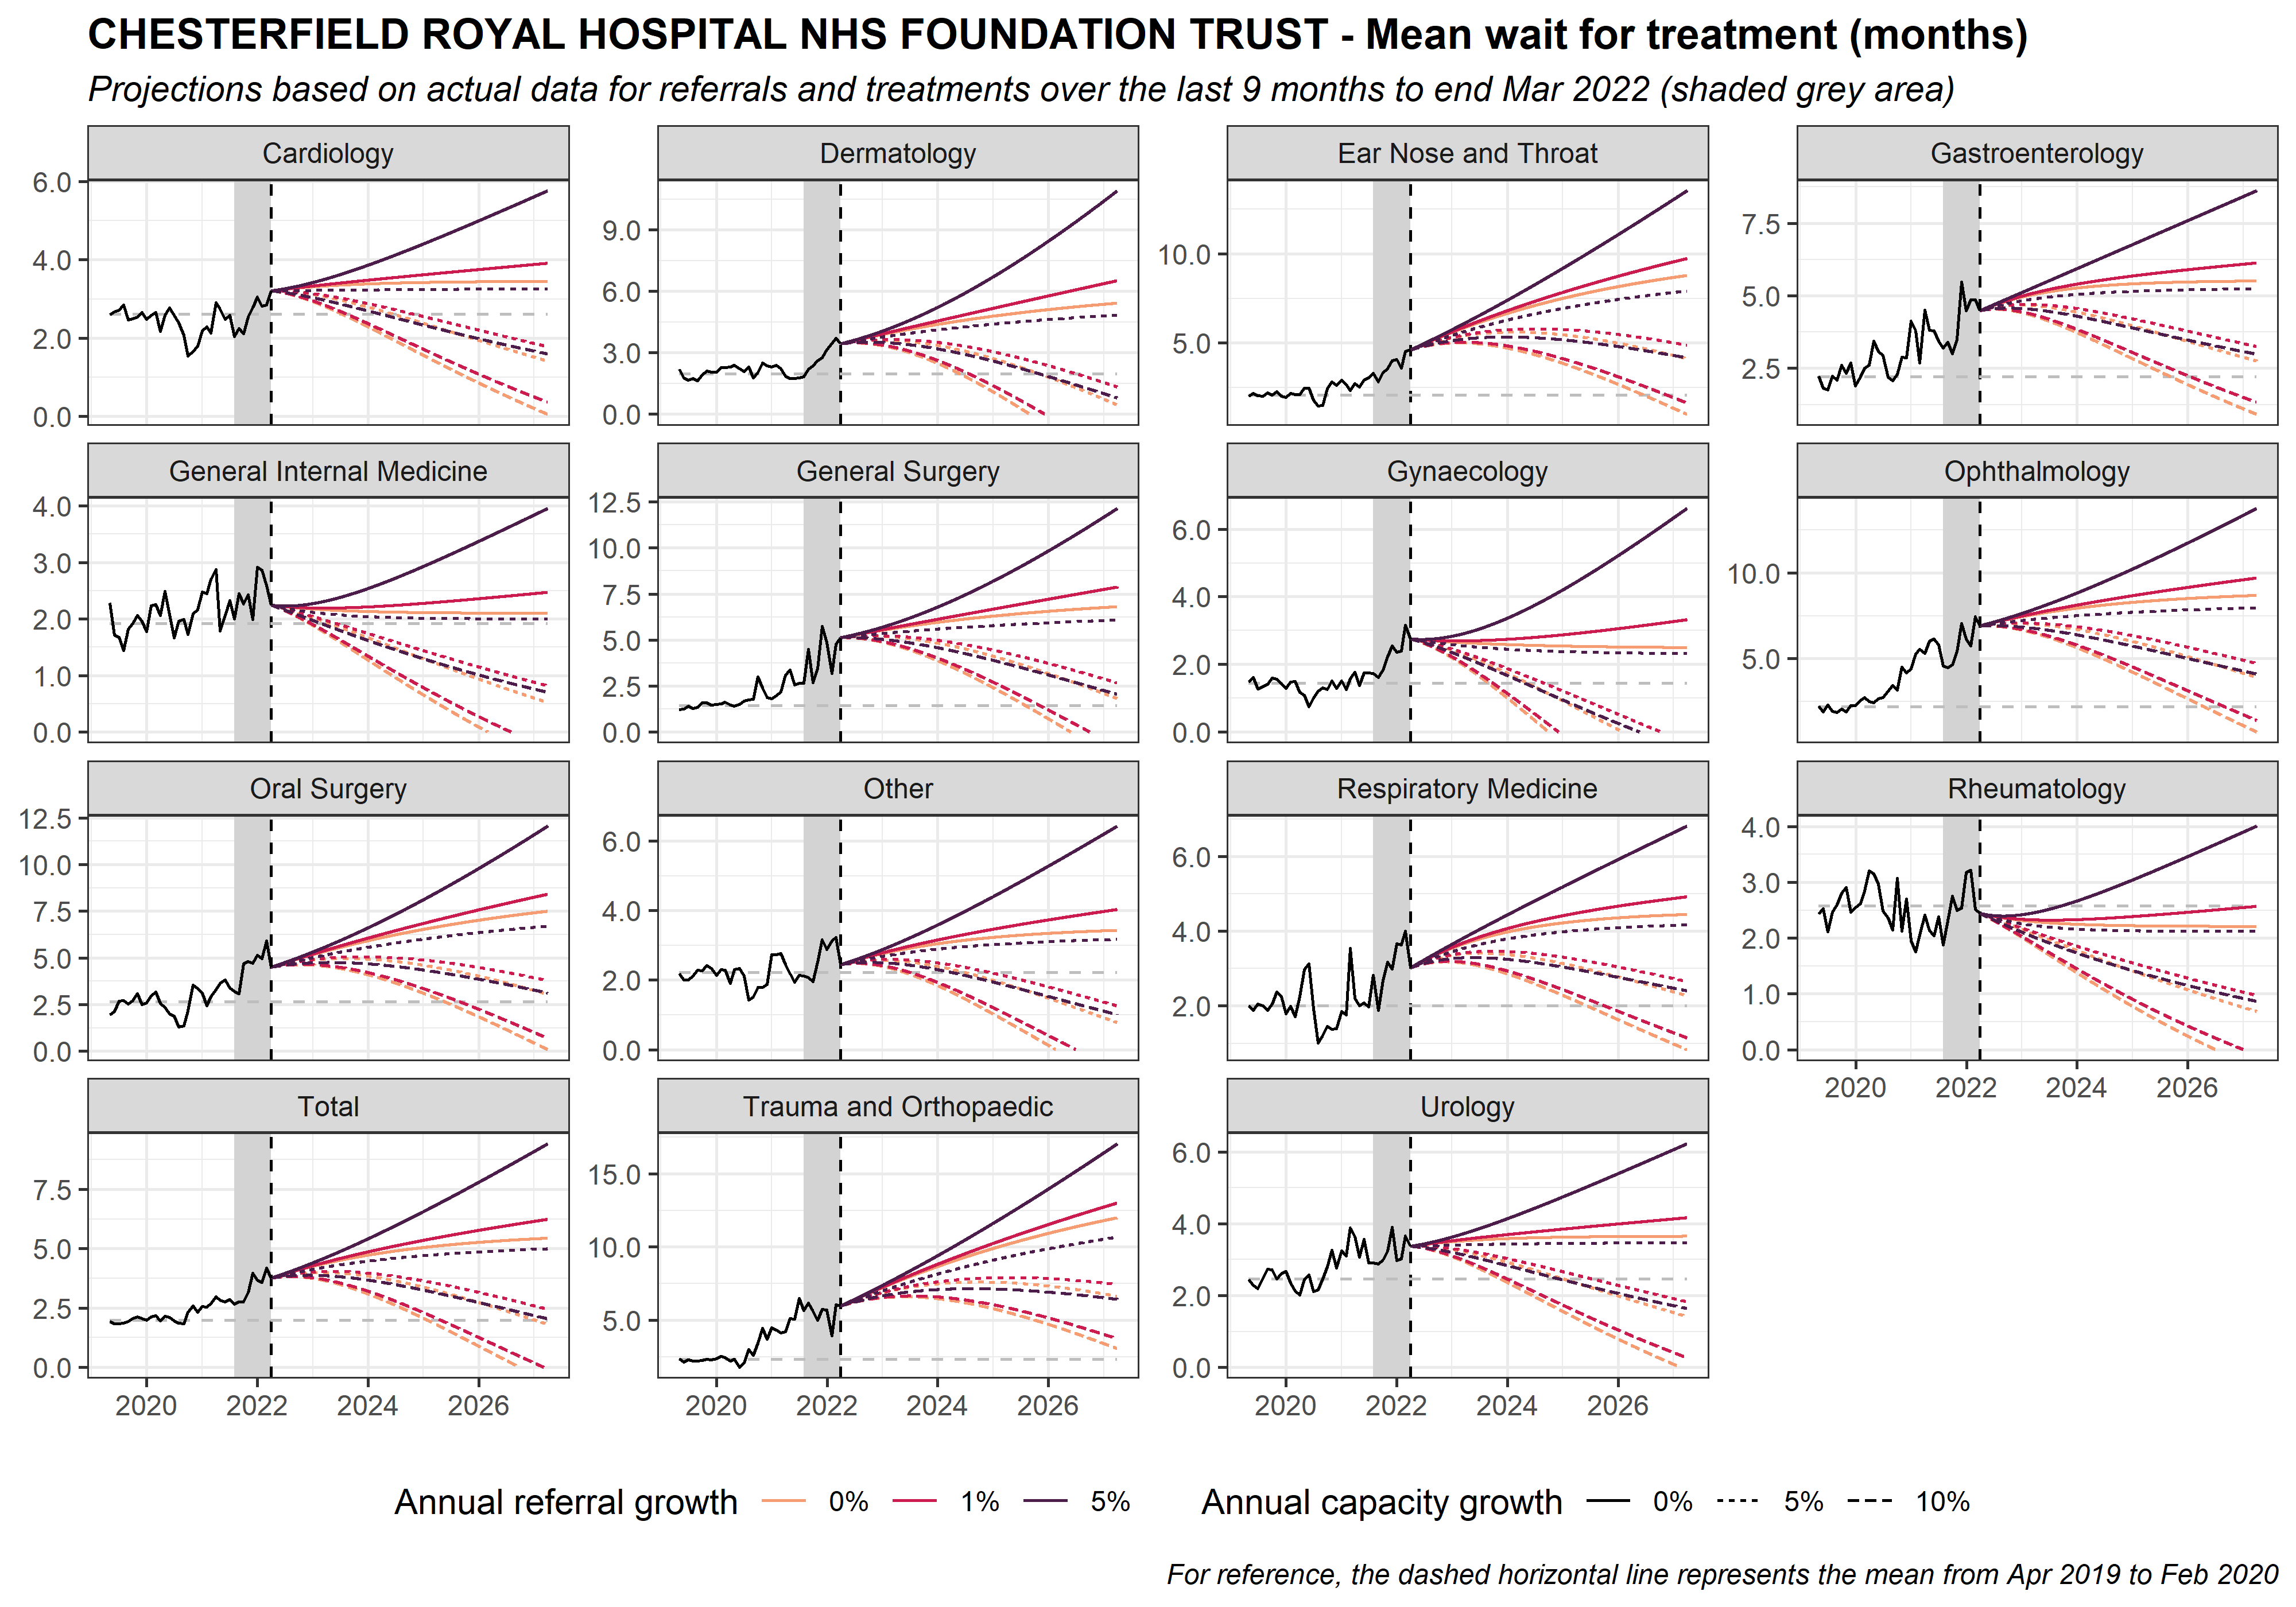 CHESTERFIELD ROYAL HOSPITAL NHS FOUNDATION TRUST - Mean wait for treatment (months)
Projections based on actual data for referrals and treatments over the last 9 months to end Mar 2022 (shaded grey area)
Cardiology
6.0
4.0
2.0
0.0
Dermatology
9.0
6.0
3.0
0.0
Ear Nose and Throat
10.0
5.0
Gastroenterology
7.5
5.0
2.5
General Internal Medicine
4.0
3.0
2.0
1.0
0.0
General Surgery
12.5
10.0
7.5
5.0
2.5
0.0
Gynaecology
6.0
4.0
2.0
0.0
Ophthalmology
10.0
5.0
Oral Surgery
12.5
10.0
7.5
5.0
2.5
0.0
Other
6.0
4.0
2.0
0.0
Respiratory Medicine
6.0
4.0
2.0
Rheumatology
4.0
3.0
2.0
1.0
0.0
2020 2022 2024 2026
Total
7.5
5.0
2.5
0.0
2020 2022 2024 2026
Trauma and Orthopaedic
15.0
10.0
5.0
2020 2022 2024 2026
Urology
6.0
4.0
2.0
0.0
2020 2022 2024 2026
Annual referral growth 0% 1% 5%
Annual capacity growth 0% 5% 10%
For reference, the dashed horizontal line represents the mean from Apr 2019 to Feb 2020